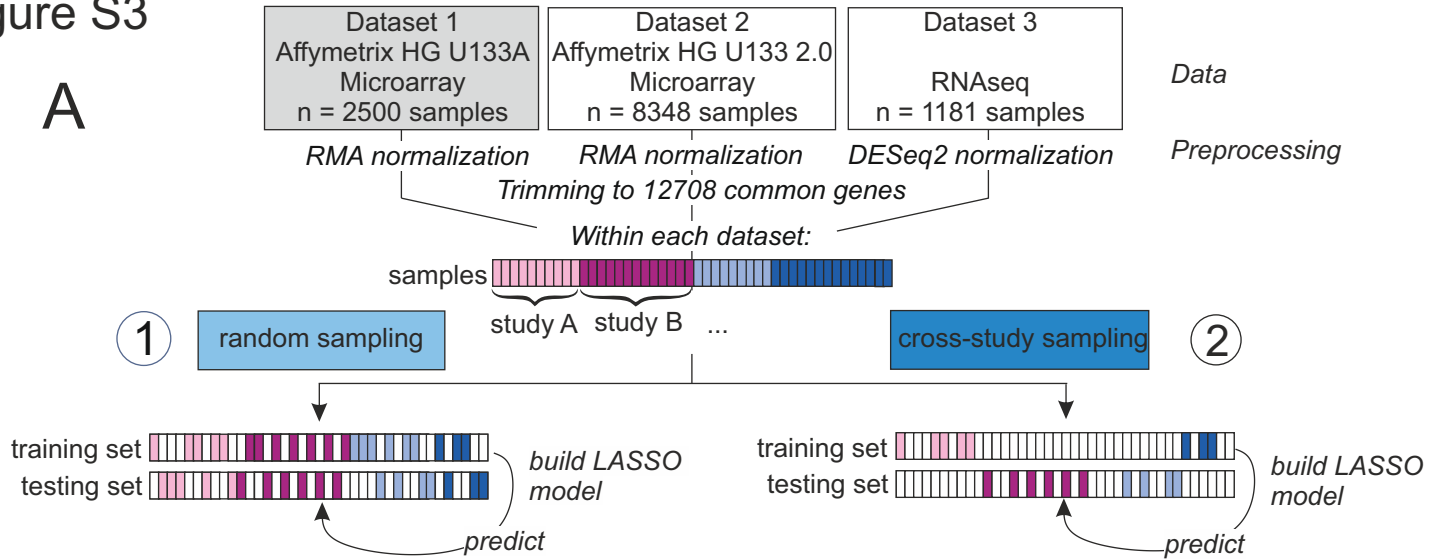 gure S3
A
Dataset 1
Affymetrix HG U133A
Microarray
n = 2500 samples
Dataset 2
Affymetrix HG U133 2.0
Microarray
n = 8348 samples
Dataset 3
RNAseq
n = 1181 samples
Data
RMA normalization
RMA normalization
DESeq2 normalization
Preprocessing
Trimming to 12708 common genes
Within each dataset:
samples
study A
study B
...
1
random sampling
cross-study sampling
2
training set
testing set
build LASSO
model
predict
training set
testing set
build LASSO
model
predict